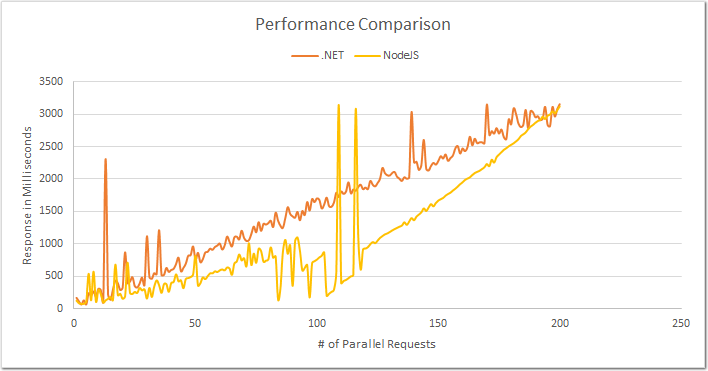 Performance Comparison
.NET NodeJS
3500
3000
2500
2000
1500
1000
500
0
Response in Milliseconds
0 50 100 150 200 250
# of Parallel Requests